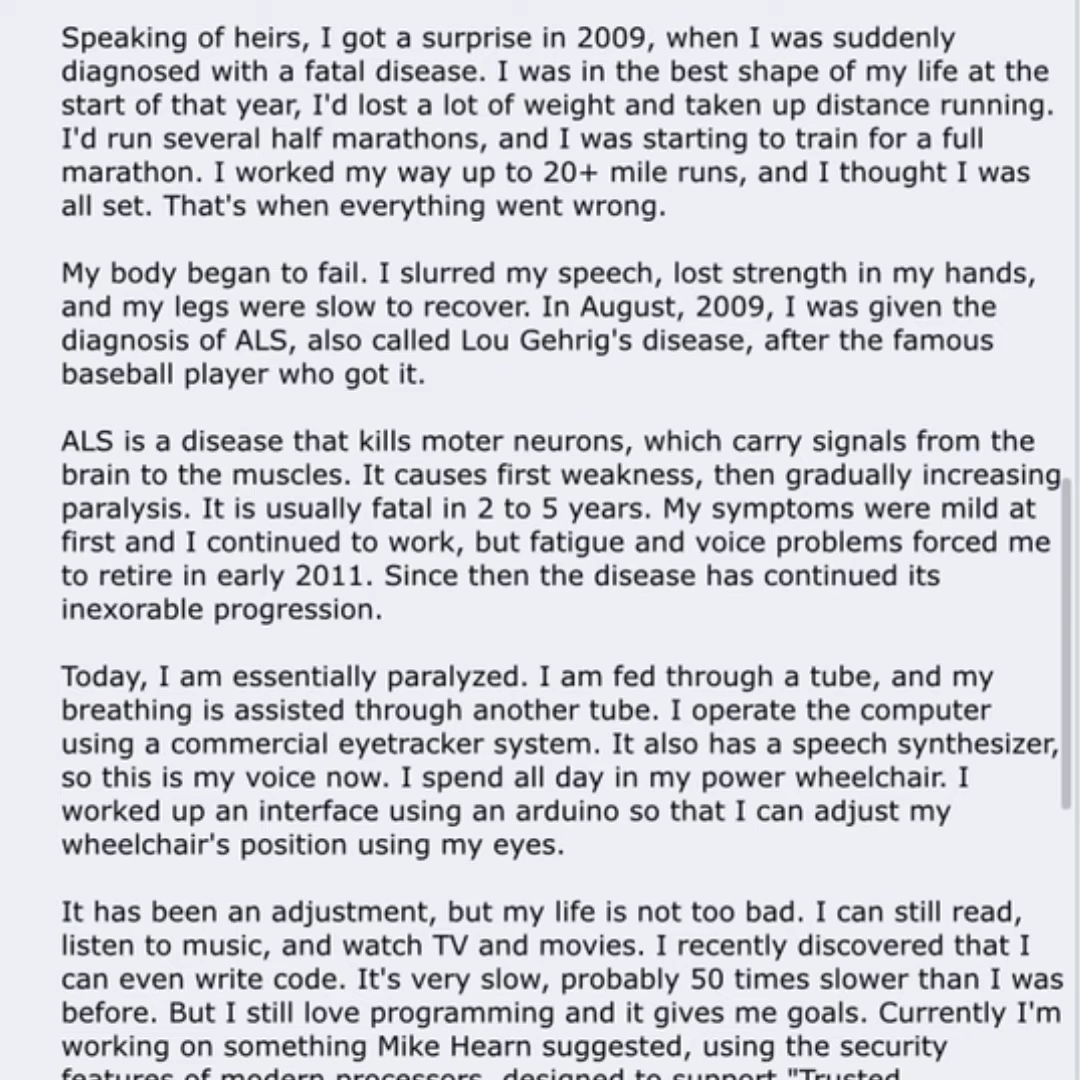 Speaking of heirs, I got a surprise in 2009, when I was suddenly
diagnosed with a fatal disease. I was in the best shape of my life at the
start of that year, I'd lost a lot of weight and taken up distance running.
I'd run several half marathons, and I was starting to train for a full
marathon. I worked my way up to 20+ mile runs, and I thought I was
all set. That's when everything went wrong.
My body began to fail. I slurred my speech, lost strength in my hands,
and my legs were slow to recover. In August, 2009, I was given the
diagnosis of ALS, also called Lou Gehrig's disease, after the famous
baseball player who got it.
ALS is a disease that kills moter neurons, which carry signals from the
brain to the muscles. It causes first weakness, then gradually increasing
paralysis. It is usually fatal in 2 to 5 years. My symptoms were mild at
first and I continued to work, but fatigue and voice problems forced me
to retire in early 2011. Since then the disease has continued its
inexorable progression.
Today, I am essentially paralyzed. I am fed through a tube, and my
breathing is assisted through another tube. I operate the computer
using a commercial eyetracker system. It also has a speech synthesizer,
so this is my voice now. I spend all day in my power wheelchair. I
worked up an interface using an arduino so that I can adjust my
wheelchair's position using my eyes.
It has been an adjustment, but my life is not too bad. I can still read,
listen to music, and watch TV and movies. I recently discovered that I
can even write code. It's very slow, probably 50 times slower than I was
before. But I still love programming and it gives me goals. Currently I'm
working on something Mike Hearn suggested, using the security
features of modern processors, designed to support "Trusted